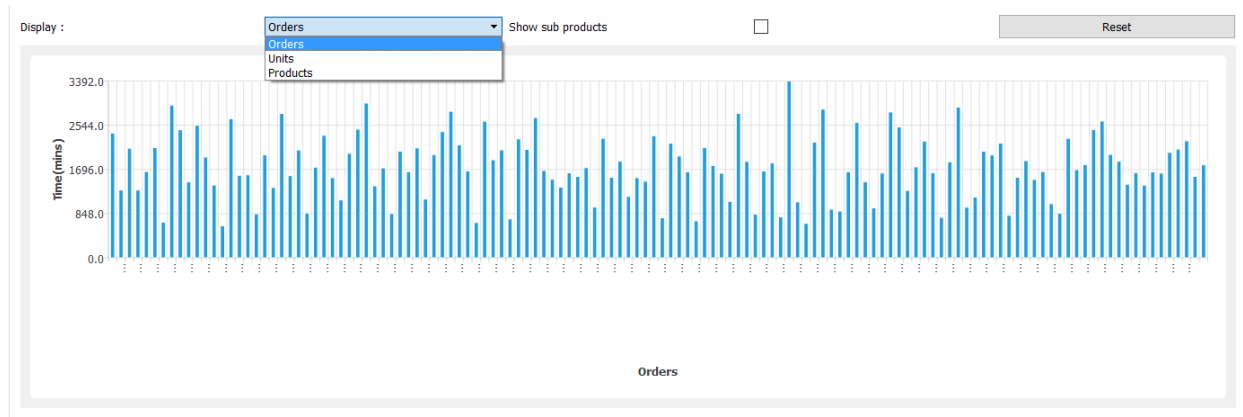 Display :
Orders
Show sub products
Reset
Orders
Units
Products
3392.0
2544.0
1696.0
848.0
0.0
Time(mins)
Orders